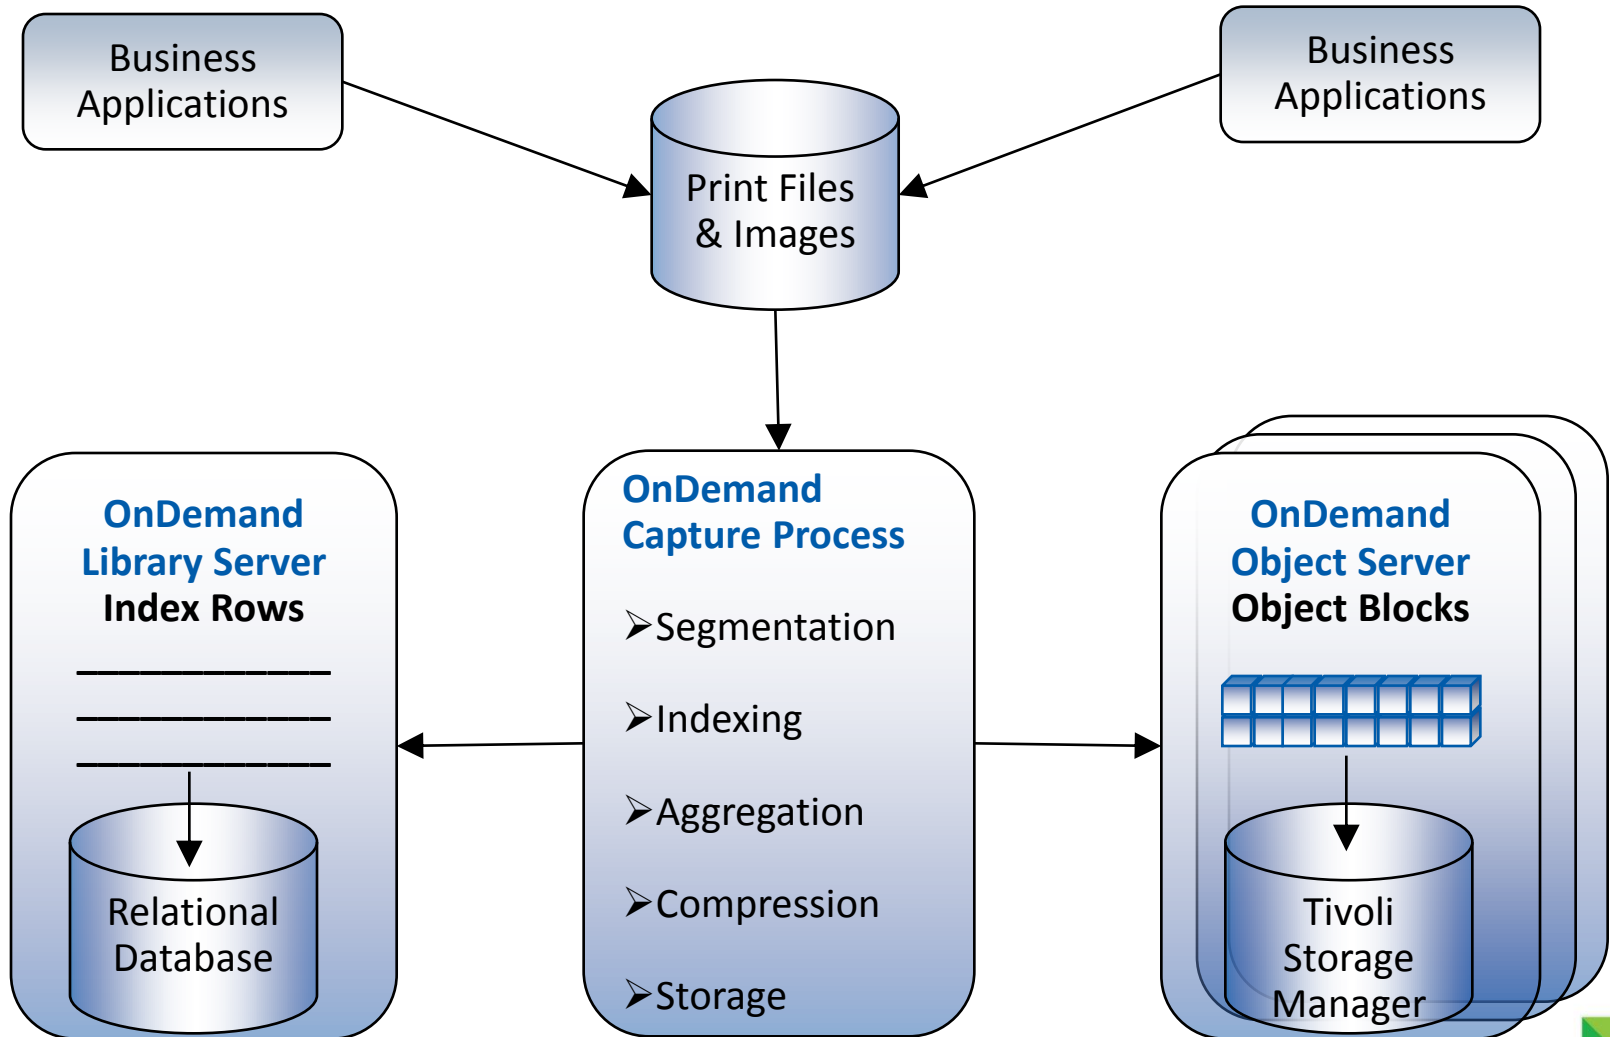 Business
Applications
Business
Applications
Print Files
& Images
OnDemand
Library Server
Index Rows
Relational
Database
OnDemand
Capture Process
➢Segmentation
➢Indexing
➢Aggregation
➢Compression
➢Storage
OnDemand
Object Server
Object Blocks
Tivoli
Storage
Manager